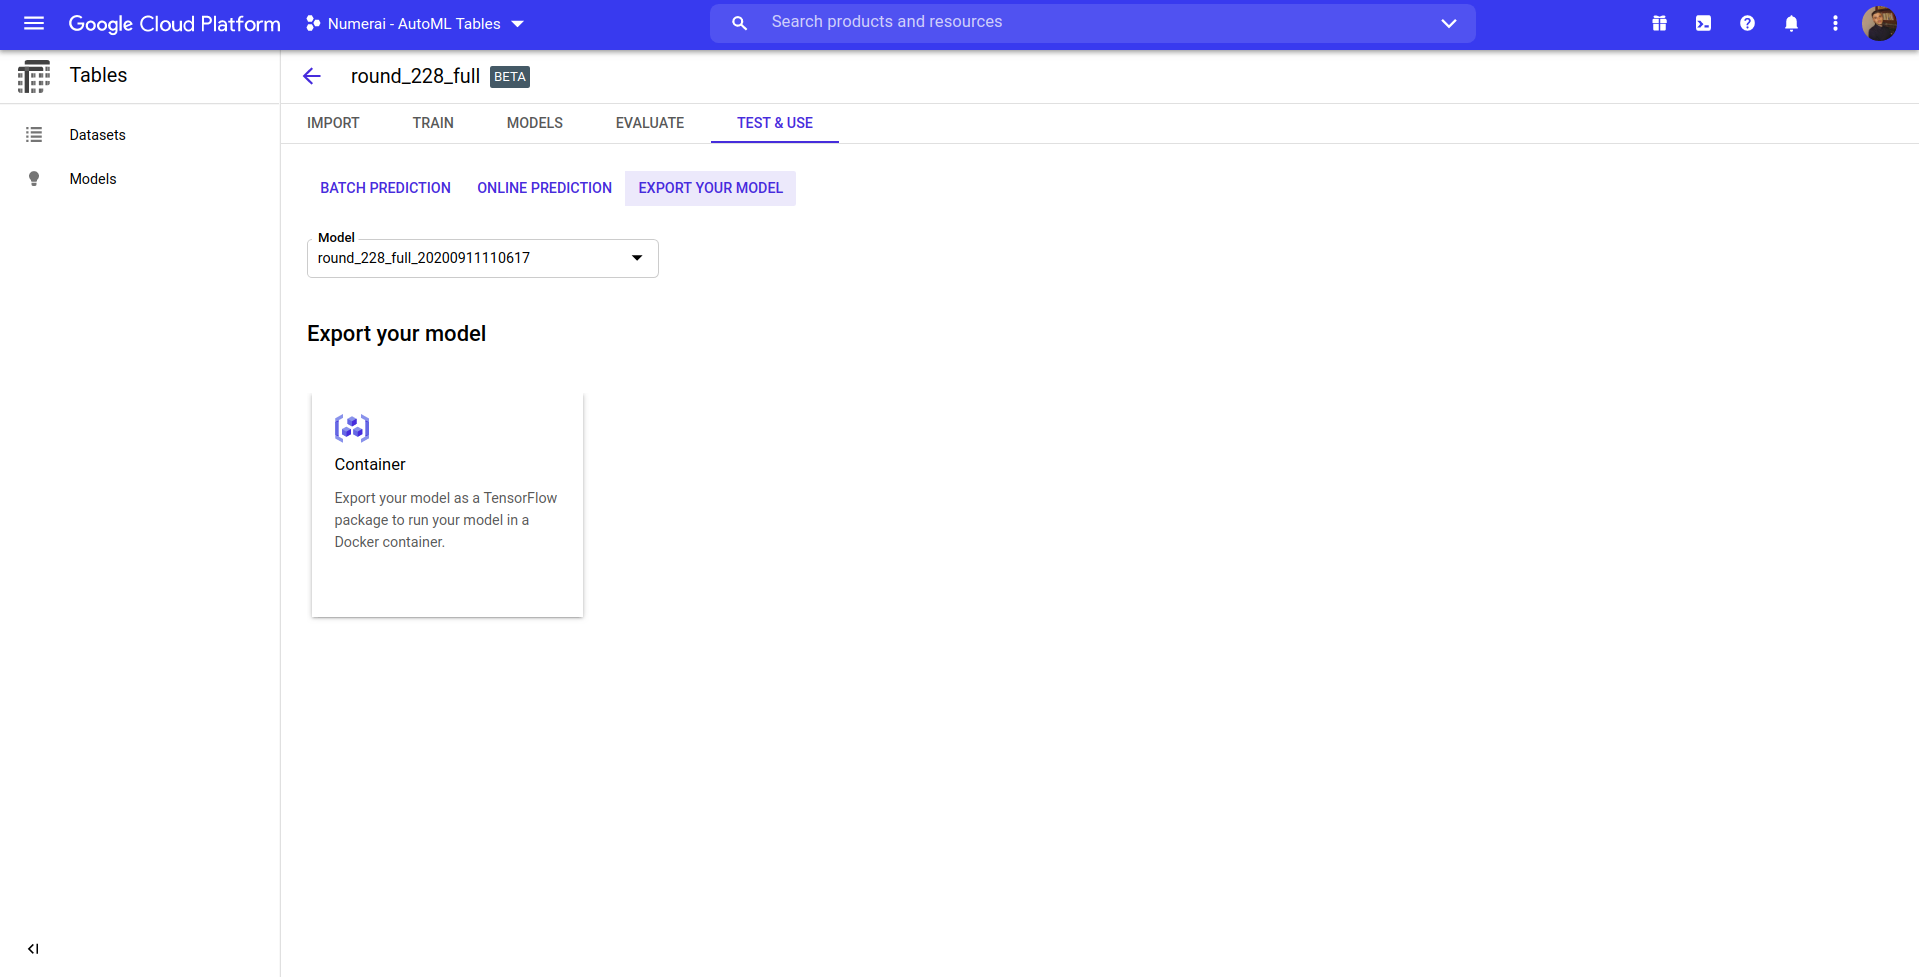 Google Cloud Platform
Numerai - AutoML Tables
Search products and resources
Tables
round_228_full
BETA
IMPORT
TRAIN
MODELS
EVALUATE
TEST & USE
Datasets
Models
BATCH PREDICTION
ONLINE PREDICTION
EXPORT YOUR MODEL
Model
round_228_full_20200911110617
Export your model
Container
Export your model as a TensorFlow
package to run your model in a
Docker container.